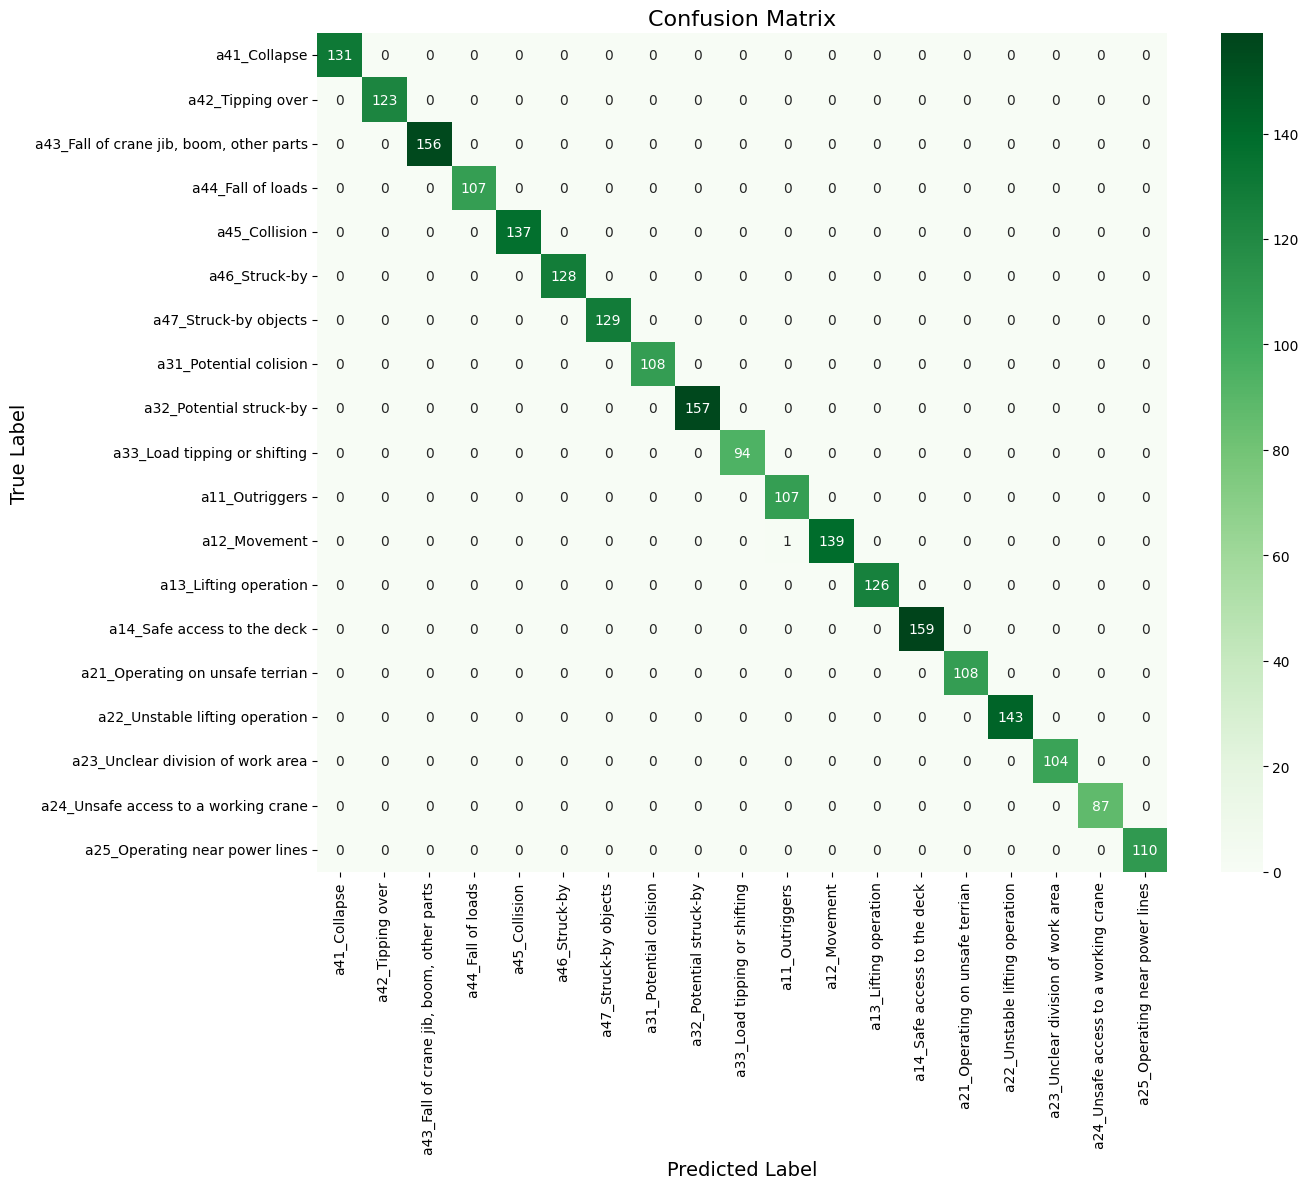 Confusion Matrix
True Label
a41_Collapse 131 0 0 0 0 0 0 0 0 0 0 0 0 0 0 0 0 0 0
a42_Tipping over 0 123 0 0 0 0 0 0 0 0 0 0 0 0 0 0 0 0 0
a43_Fall of crane jib, boom, other parts 0 0 156 0 0 0 0 0 0 0 0 0 0 0 0 0 0 0 0
a44_Fall of loads 0 0 0 107 0 0 0 0 0 0 0 0 0 0 0 0 0 0 0
a45_Collision 0 0 0 0 137 0 0 0 0 0 0 0 0 0 0 0 0 0 0
a46_Struck-by 0 0 0 0 0 128 0 0 0 0 0 0 0 0 0 0 0 0 0
a47_Struck-by objects 0 0 0 0 0 0 129 0 0 0 0 0 0 0 0 0 0 0 0
a31_Potential colision 0 0 0 0 0 0 0 108 0 0 0 0 0 0 0 0 0 0 0
a32_Potential struck-by 0 0 0 0 0 0 0 0 157 0 0 0 0 0 0 0 0 0 0
a33_Load tipping or shifting 0 0 0 0 0 0 0 0 0 94 0 0 0 0 0 0 0 0 0
a11_Outriggers 0 0 0 0 0 0 0 0 0 0 107 0 0 0 0 0 0 0 0
a12_Movement 0 0 0 0 0 0 0 0 0 0 1 139 0 0 0 0 0 0 0
a13_Lifting operation 0 0 0 0 0 0 0 0 0 0 0 0 126 0 0 0 0 0 0
a14_Safe access to the deck 0 0 0 0 0 0 0 0 0 0 0 0 0 159 0 0 0 0 0
a21_Operating on unsafe terrian 0 0 0 0 0 0 0 0 0 0 0 0 0 0 108 0 0 0 0
a22_Unstable lifting operation 0 0 0 0 0 0 0 0 0 0 0 0 0 0 0 143 0 0 0
a23_Unclear division of work area 0 0 0 0 0 0 0 0 0 0 0 0 0 0 0 0 104 0 0
a24_Unsafe access to a working crane 0 0 0 0 0 0 0 0 0 0 0 0 0 0 0 0 0 87 0
a25_Operating near power lines 0 0 0 0 0 0 0 0 0 0 0 0 0 0 0 0 0 0 110
a41_Collapse
a42_Tipping over
a43_Fall of crane jib, boom, other parts
a44_Fall of loads
a45_Collision
a46_Struck-by
a47_Struck-by objects
a31_Potential colision
a32_Potential struck-by
a33_Load tipping or shifting
a11_Outriggers
a12_Movement
a13_Lifting operation
a14_Safe access to the deck
a21_Operating on unsafe terrian
a22_Unstable lifting operation
a23_Unclear division of work area
a24_Unsafe access to a working crane
a25_Operating near power lines
Predicted Label
140
120
100
80
60
40
20
0